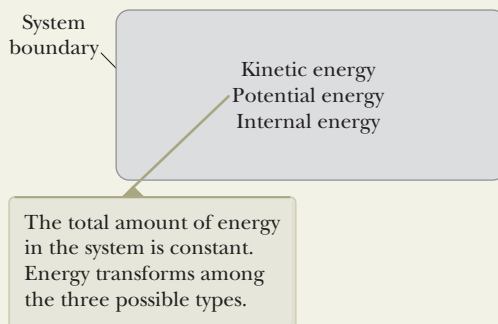 System
boundary
Kinetic energy
Potential energy
Internal energy
The total amount of energy
in the system is constant.
Energy transforms among
the three possible types.